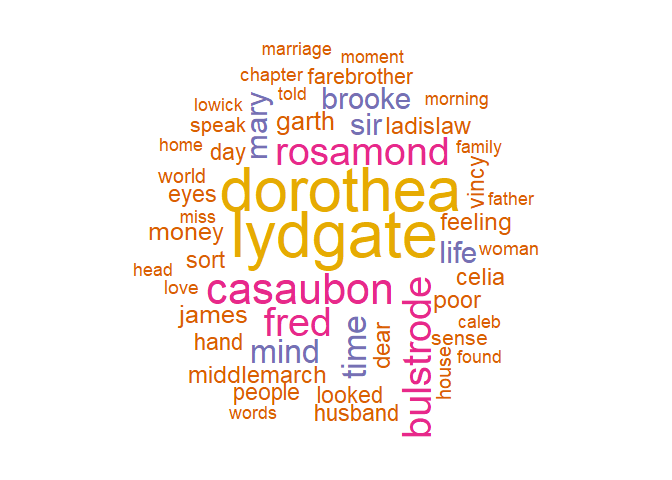 marriage
moment
chapter
farebrother
told
brooke
morning
lowick
mary
garth
sir
ladislaw
speak
home
day
rosamond
family
world
dorothea
vincy
father
eyes
miss
lydgate
feeling
money
life
woman
sort
head
casaubon
celia
love
poor
james
fred
time
bulstrode
caleb
hand
mind
dear
sense
house
found
middlemarch
people
looked
words
husband